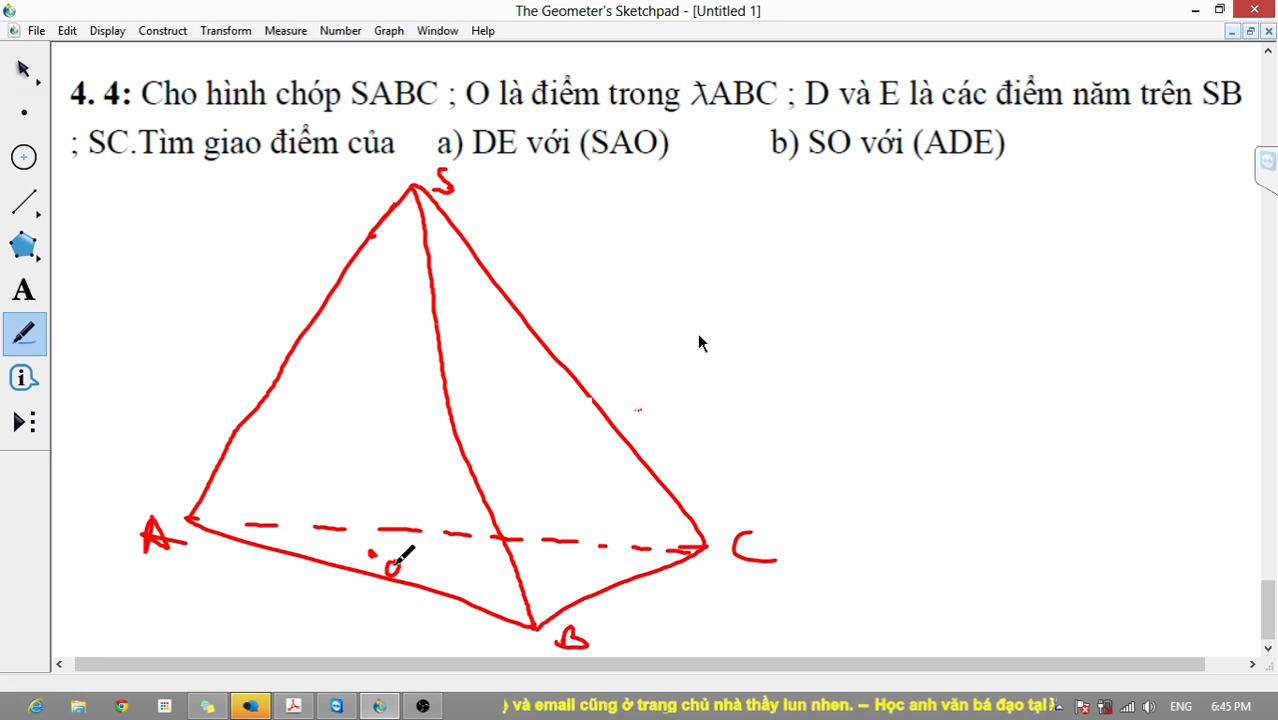 The Geometer's Sketchpad - [Untitled 1]
File Edit Display Construct Transform Measure Number Graph Window Help
4. 4: Cho hình chóp SABC ; O là điểm trong ƛABC ; D và E là các điểm năm trên SB
; SC.Tìm giao điểm của a) DE với (SAO) b) SO với (ADE)
S
A
A
O
C
B
và email cũng ở trang chủ nhà thầy lun nhen. -- Học anh văn bá đạo tại
ENG 6:45 PM